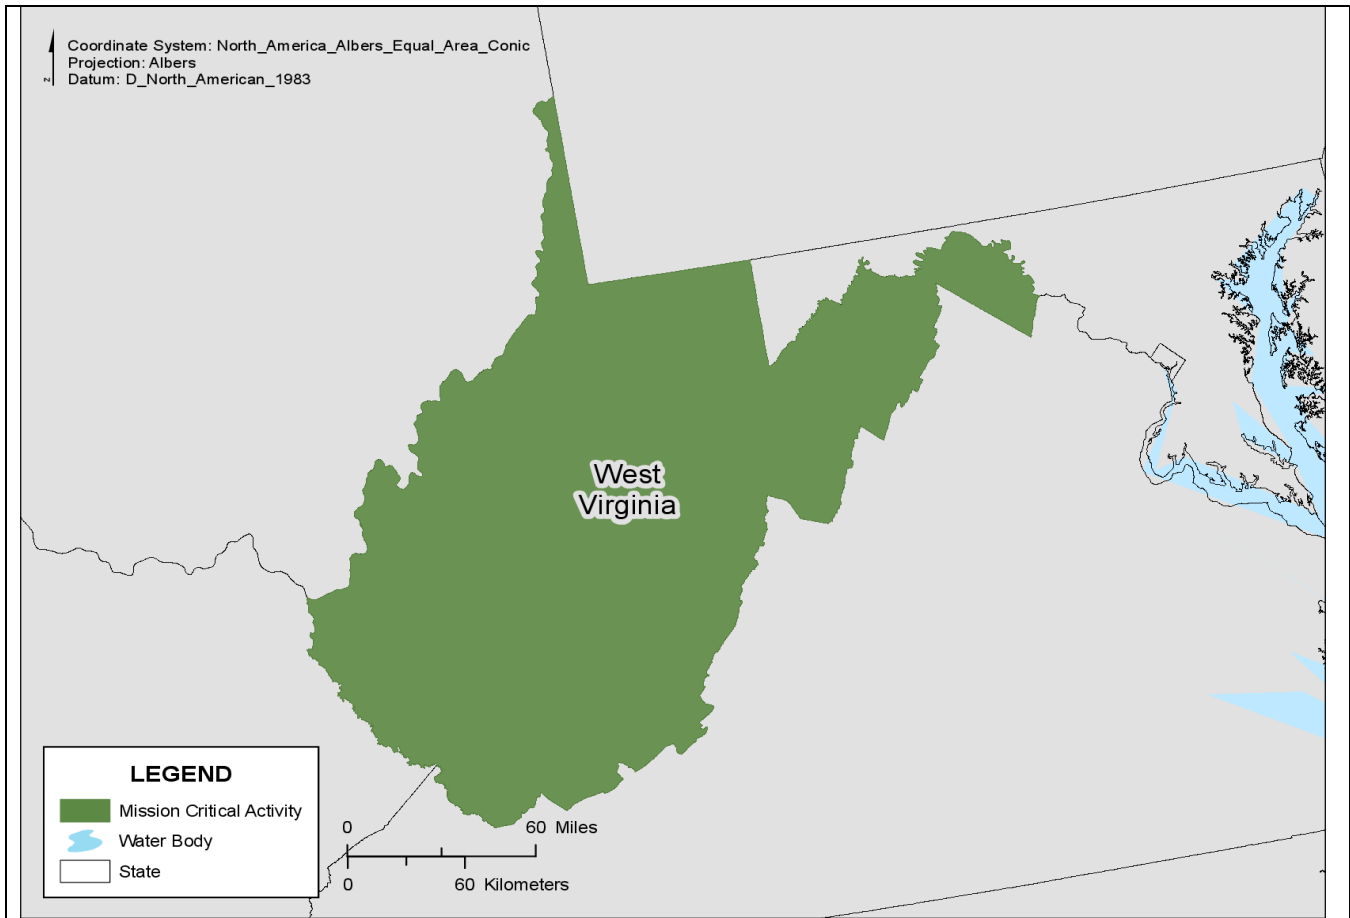 Coordinate System: North_America_Albers_Equal_Area_Conic
Projection: Albers
Datum: D_North_American_1983
z
West
Virginia
LEGEND
Mission Critical Activity
Water Body
State
0 60 Miles
0 60 Kilometers